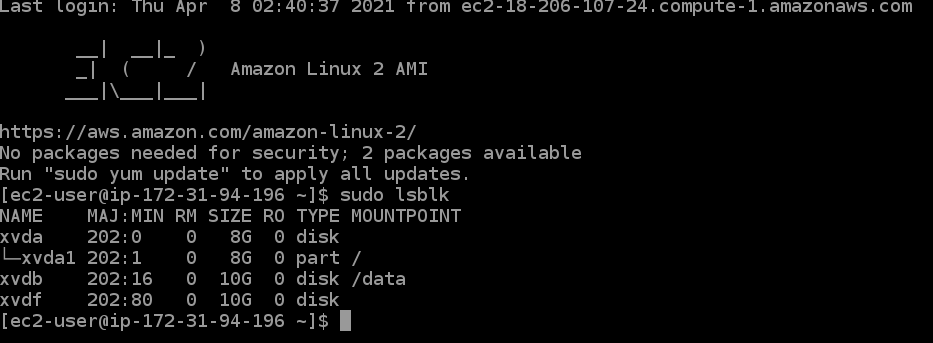 Last login: Thu Apr  8 02:40:37 2021 from ec2-18-206-107-24.compute-1.amazonaws.com
       __|  __|_  )
       _|  (     /   Amazon Linux 2 AMI
      ___|\___|___|
https://aws.amazon.com/amazon-linux-2/
No packages needed for security; 2 packages available
Run "sudo yum update" to apply all updates.
[ec2-user@ip-172-31-94-196 ~]$ sudo lsblk
NAME    MAJ:MIN RM SIZE RO TYPE MOUNTPOINT
xvda    202:0    0   8G  0 disk
└─xvda1 202:1    0   8G  0 part /
xvdb    202:16   0  10G  0 disk /data
xvdf    202:80   0  10G  0 disk
[ec2-user@ip-172-31-94-196 ~]$